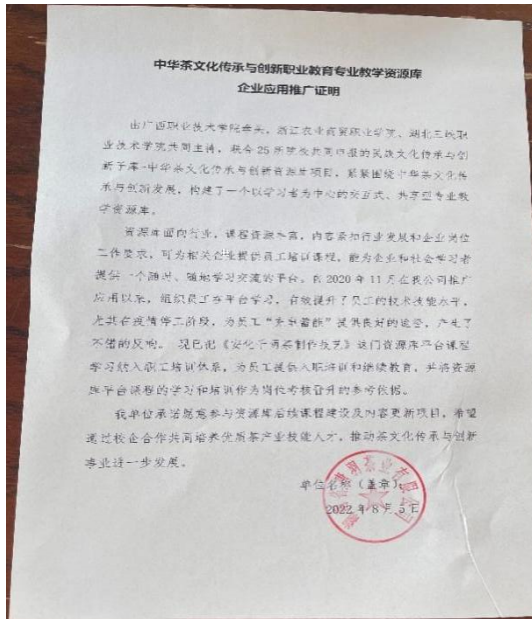 中华茶文化传承与创新职业教育专业教学资源库
企业应用推广证明
由广西职业技术学院牵头，浙江农业商贸职业学院、湖北三峡职
业技术学院共同主持，联合25所院校共同申报的民族文化传承与创
新子库-中华茶文化传承与创新资源库项目，紧紧围绕中华茶文化传
承与创新发展，构建了一个以学习者为中心的交互式、共享型专业教
学资源库。
资源库面向行业，课程资源丰富，内容紧扣行业发展和企业岗位
工作要求，可为相关企业提供员工培训课程，能为企业和社会学习者
提供一个随时、随地学习交流的平台。自2020年11月在我公司推广
应用以来，组织员工在平台学习，有效提升了员工的技术技能水平，
尤其在疫情停工阶段，为员工“充电蓄能”提供良好的途径，产生了
不错的反响。现已把《安化千两茶制作技艺》这门资源库平台课程
学习纳入职工培训体系，为员工提供入职培训和继续教育，并将资源
库平台课程的学习和培训作为岗位考核晋升的参考依据。
我单位承诺愿意参与资源库后续课程建设及内容更新项目，希望
通过校企合作共同培养优质茶产业技能人才，推动茶文化传承与创新
事业进一步发展。
单位名称（盖章）：
2022年8月5日
茶业有限公司